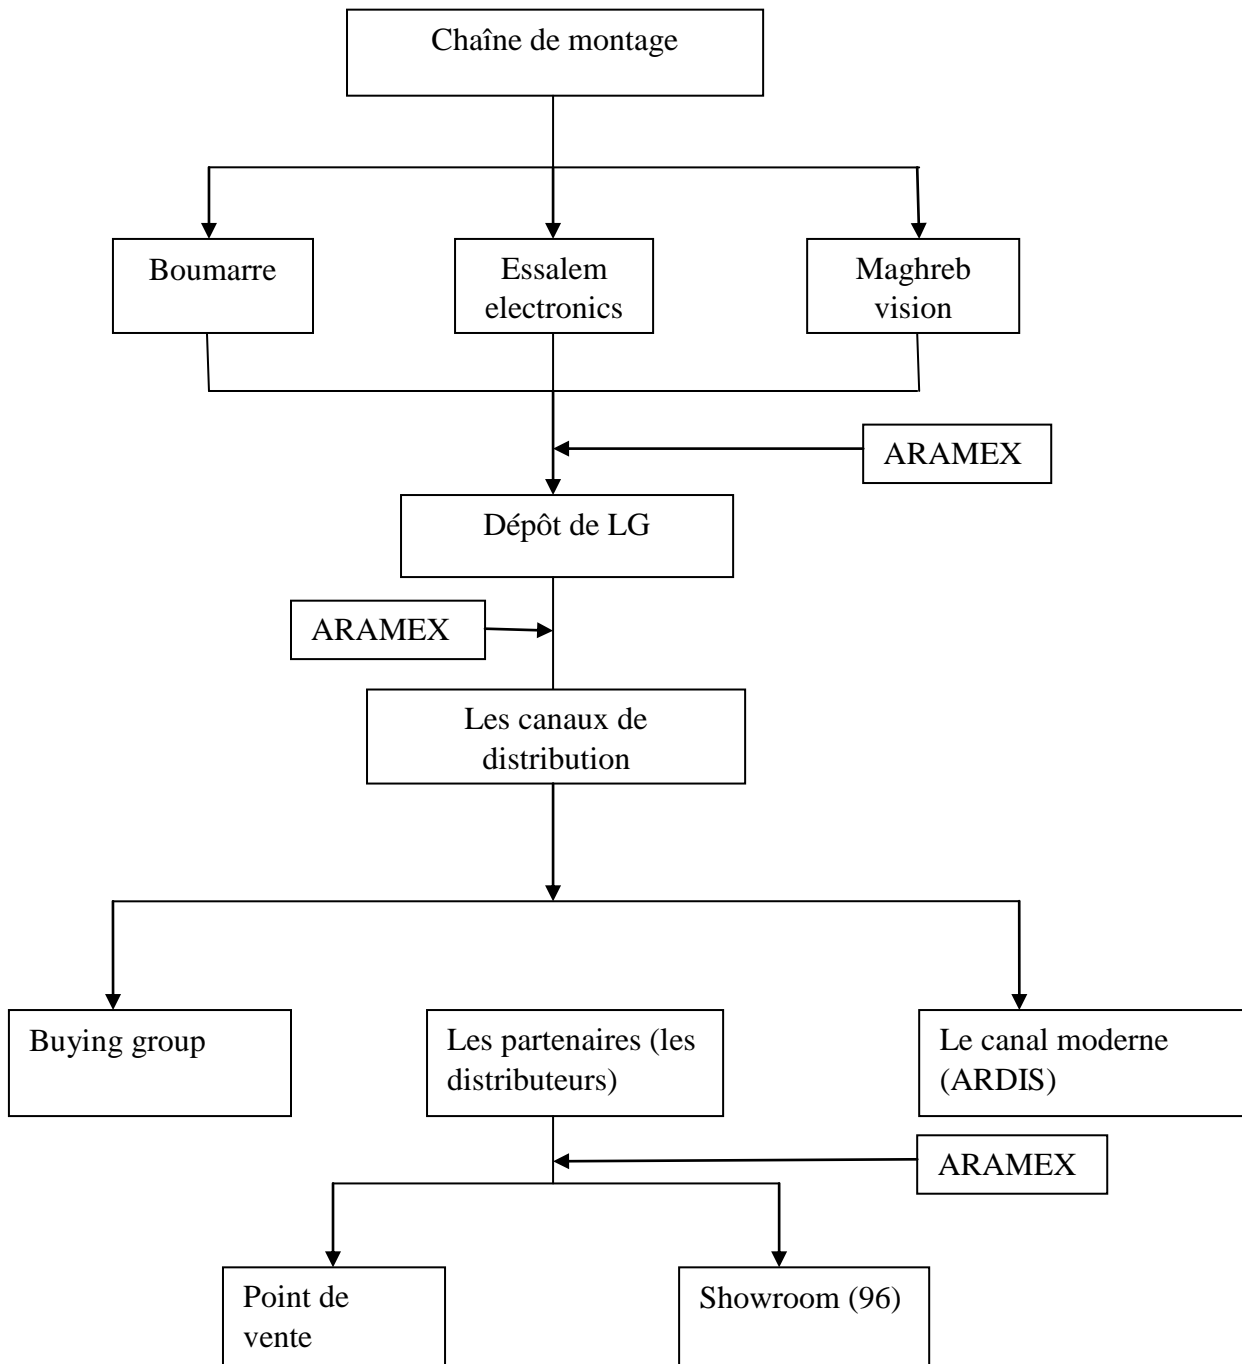 Chaîne de montage
Boumarre
Essalem
electronics
Maghreb
vision
ARAMEX
Dépôt de LG
ARAMEX
Les canaux de
distribution
Buying group
Les partenaires (les
distributeurs)
Le canal moderne
(ARDIS)
ARAMEX
Point de
vente
Showroom (96)